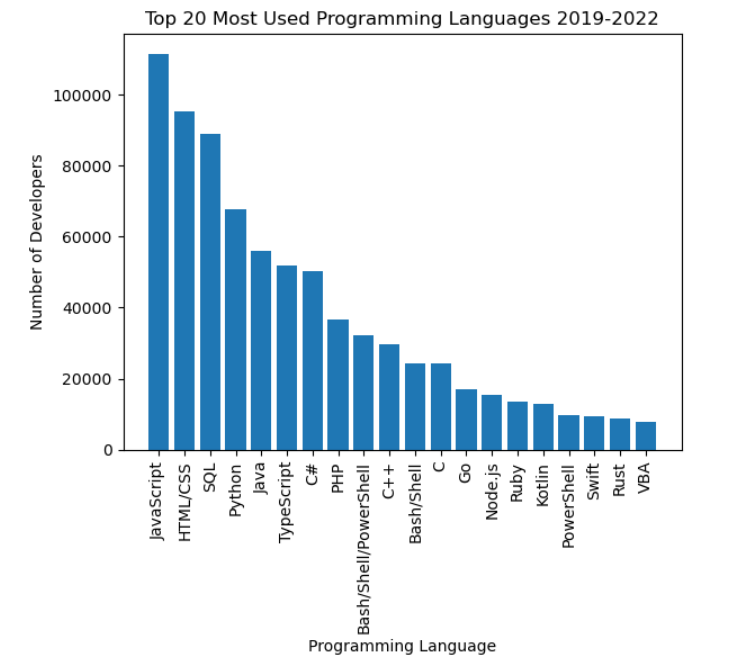 Top 20 Most Used Programming Languages 2019-2022
Number of Developers
100000
80000
60000
40000
20000
0
JavaScript
HTML/CSS
SQL
Python
Java
TypeScript
C#
PHP
Bash/Shell/PowerShell
C++
Bash/Shell
C
Go
Node.js
Ruby
Kotlin
PowerShell
Swift
Rust
VBA
Programming Language